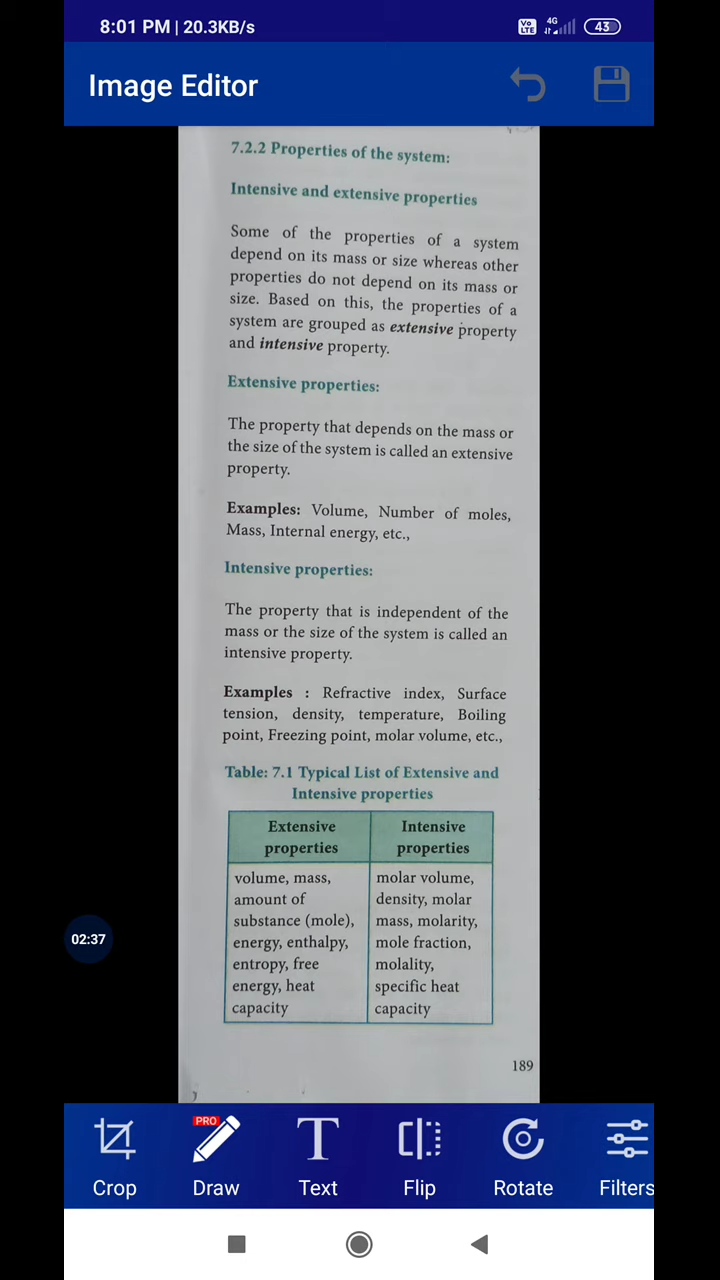 8:01 PM | 20.3KB/s
Vo
LTE
4G
43
Image Editor
7.2.2 Properties of the system:
Intensive and extensive properties
Some of the properties of a system
depend on its mass or size whereas other
properties do not depend on its mass or
size. Based on this, the properties of a
system are grouped as extensive property
and intensive property.
Extensive properties:
The property that depends on the mass or
the size of the system is called an extensive
property.
Examples: Volume, Number of moles,
Mass, Internal energy, etc.,
Intensive properties:
The property that is independent of the
mass or the size of the system is called an
intensive property.
Examples : Refractive index, Surface
tension, density, temperature, Boiling
point, Freezing point, molar volume, etc.,
Table: 7.1 Typical List of Extensive and
Intensive properties
Extensive
properties
Intensive
properties
volume, mass,
amount of
substance (mole),
energy, enthalpy,
entropy, free
energy, heat
capacity
molar volume,
density, molar
mass, molarity,
mole fraction,
molality,
specific heat
capacity
02:37
189
PRO
T
Crop
Draw
Text
Flip
Rotate
Filters